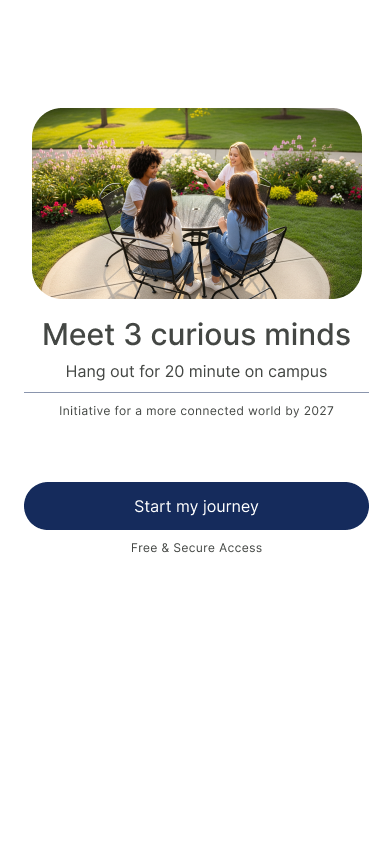 Meet 3 curious minds
Hang out for 20 minute on campus
Initiative for a more connected world by 2027
Start my journey
Free & Secure Access